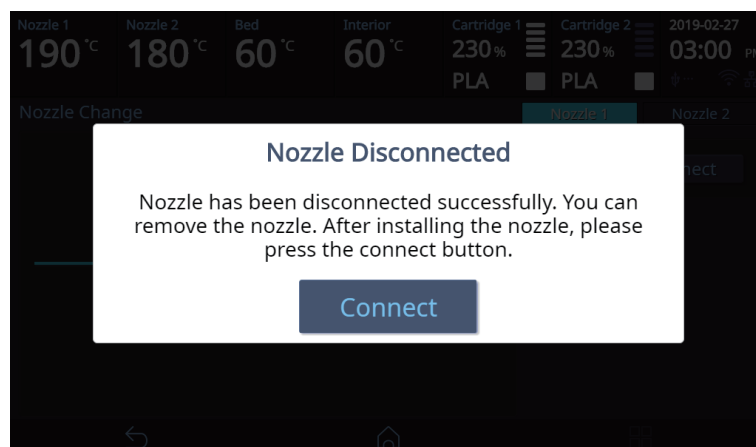 Nozzle 1 Nozzle 2 Bed Interior Cartridge 1 Cartridge 2 2019-02-27
190 °C 180 °C 60 °C 60 °C 230 % 230 % 03:00
PLA PLA
Nozzle Change Nozzle 1 Nozzle 2
Nozzle Disconnected
Nozzle has been disconnected successfully. You can
remove the nozzle. After installing the nozzle, please
press the connect button.
Connect